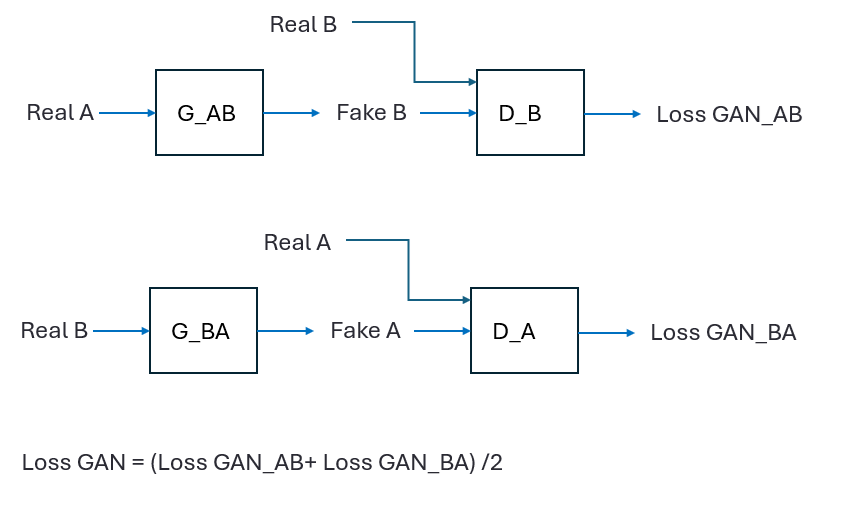 Real B
Real A
G_AB
Fake B
D_B
Loss GAN_AB
Real A
Real B
G_BA
Fake A
D_A
Loss GAN_BA
Loss GAN = (Loss GAN_AB+ Loss GAN_BA) /2